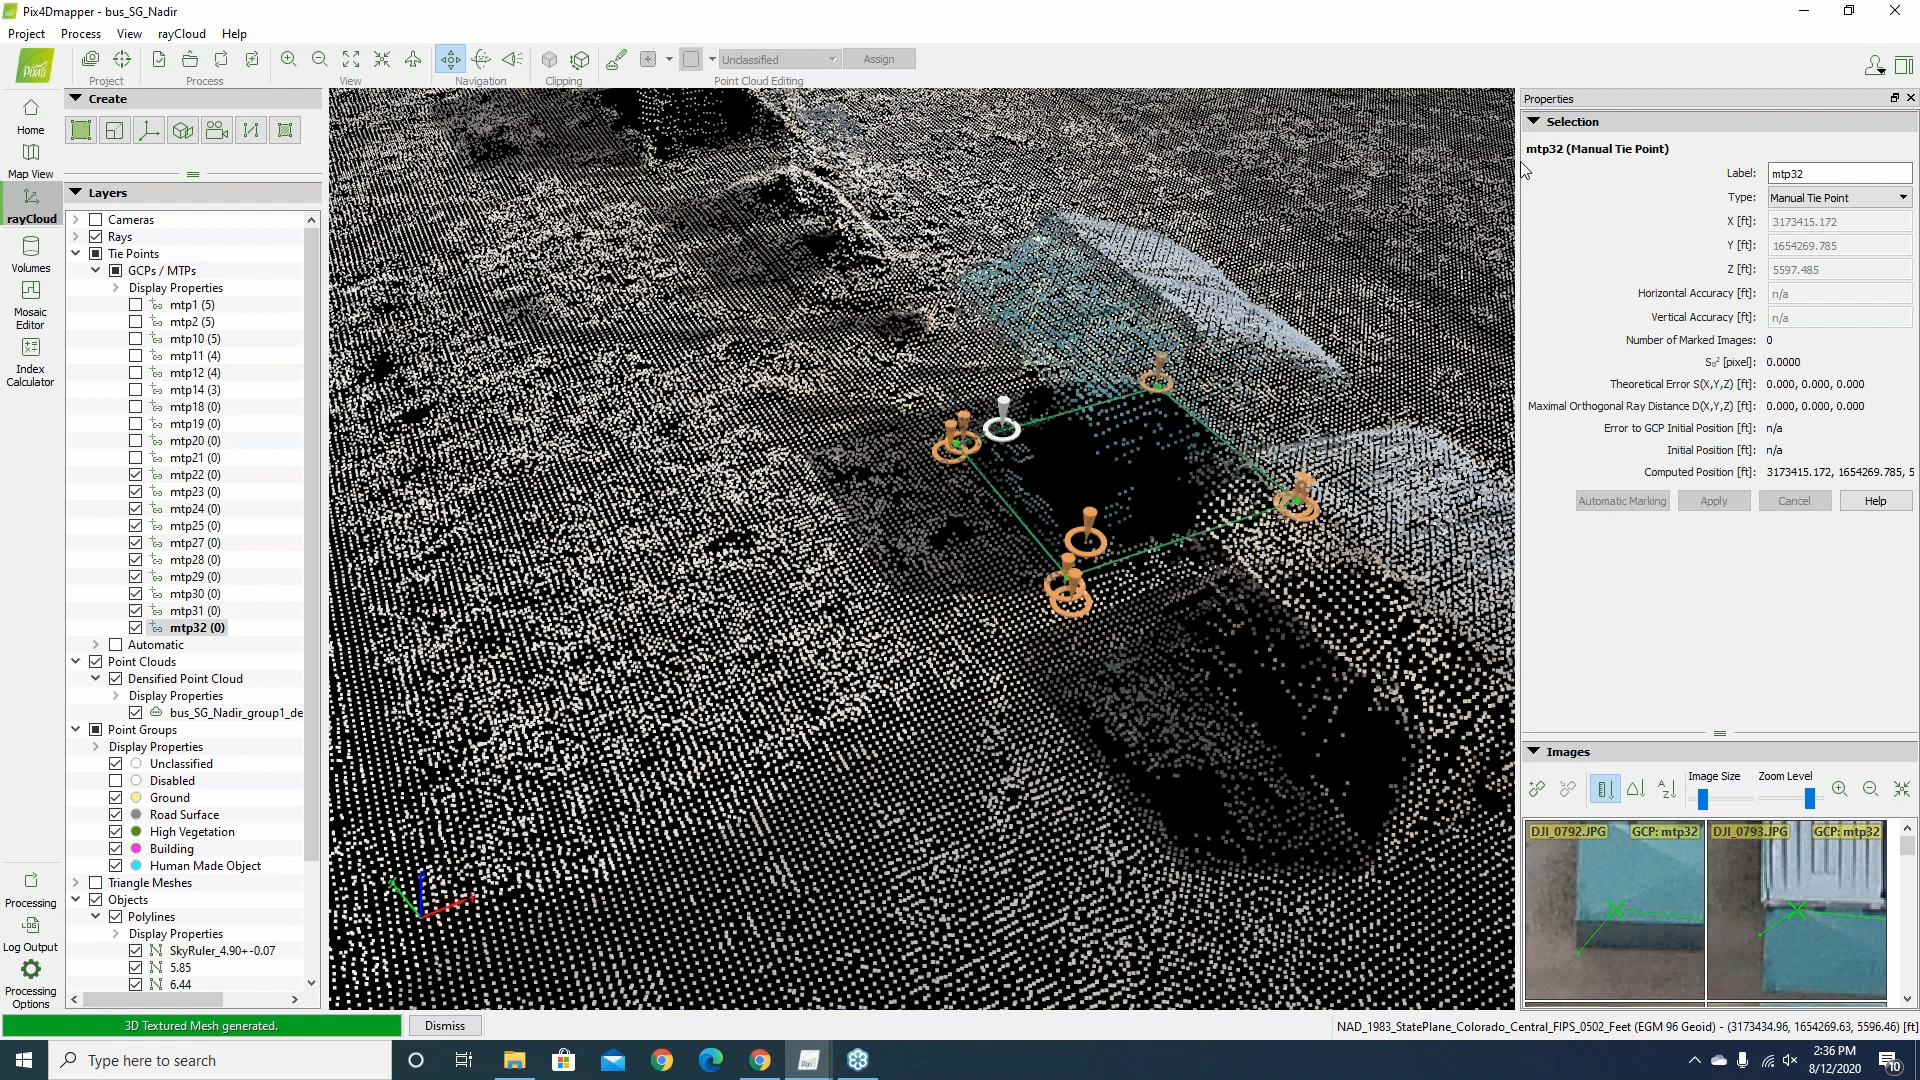 Pix4Dmapper - bus_SG_Nadir
Project Process View rayCloud Help
PIX4D
Unclassified Assign
Project Process View Navigation Clipping Point Cloud Editing
Home
Map View
rayCloud
Volumes
Mosaic
Editor
Index
Calculator
Processing
Log Output
Processing
Options
Create
Layers
Cameras
Rays
Tie Points
GCPs / MTPs
Display Properties
mtp1 (5)
mtp2 (5)
mtp10 (5)
mtp11 (4)
mtp12 (4)
mtp14 (3)
mtp18 (0)
mtp19 (0)
mtp20 (0)
mtp21 (0)
mtp22 (0)
mtp23 (0)
mtp24 (0)
mtp25 (0)
mtp27 (0)
mtp28 (0)
mtp29 (0)
mtp30 (0)
mtp31 (0)
mtp32 (0)
Automatic
Point Clouds
Densified Point Cloud
Display Properties
bus_SG_Nadir_group1_de
Point Groups
Display Properties
Unclassified
Disabled
Ground
Road Surface
High Vegetation
Building
Human Made Object
Triangle Meshes
Objects
Polylines
Display Properties
SkyRuler_4.90+-0.07
5.85
6.44
Properties
Selection
mtp32 (Manual Tie Point)
Label: mtp32
Type: Manual Tie Point
X [ft]: 3173415.172
Y [ft]: 1654269.785
Z [ft]: 5597.485
Horizontal Accuracy [ft]: n/a
Vertical Accuracy [ft]: n/a
Number of Marked Images: 0
S₀² [pixel]: 0.0000
Theoretical Error S(X,Y,Z) [ft]: 0.000, 0.000, 0.000
Maximal Orthogonal Ray Distance D(X,Y,Z) [ft]: 0.000, 0.000, 0.000
Error to GCP Initial Position [ft]: n/a
Initial Position [ft]: n/a
Computed Position [ft]: 3173415.172, 1654269.785, 5
Automatic Marking Apply Cancel Help
Images
Image Size Zoom Level
DJI_0792.JPG GCP: mtp32 DJI_0793.JPG GCP: mtp32
3D Textured Mesh generated. Dismiss
NAD_1983_StatePlane_Colorado_Central_FIPS_0502_Feet (EGM 96 Geoid) - (3173434.96, 1654269.63, 5596.46) [ft]
Type here to search
2:36 PM
8/12/2020
10